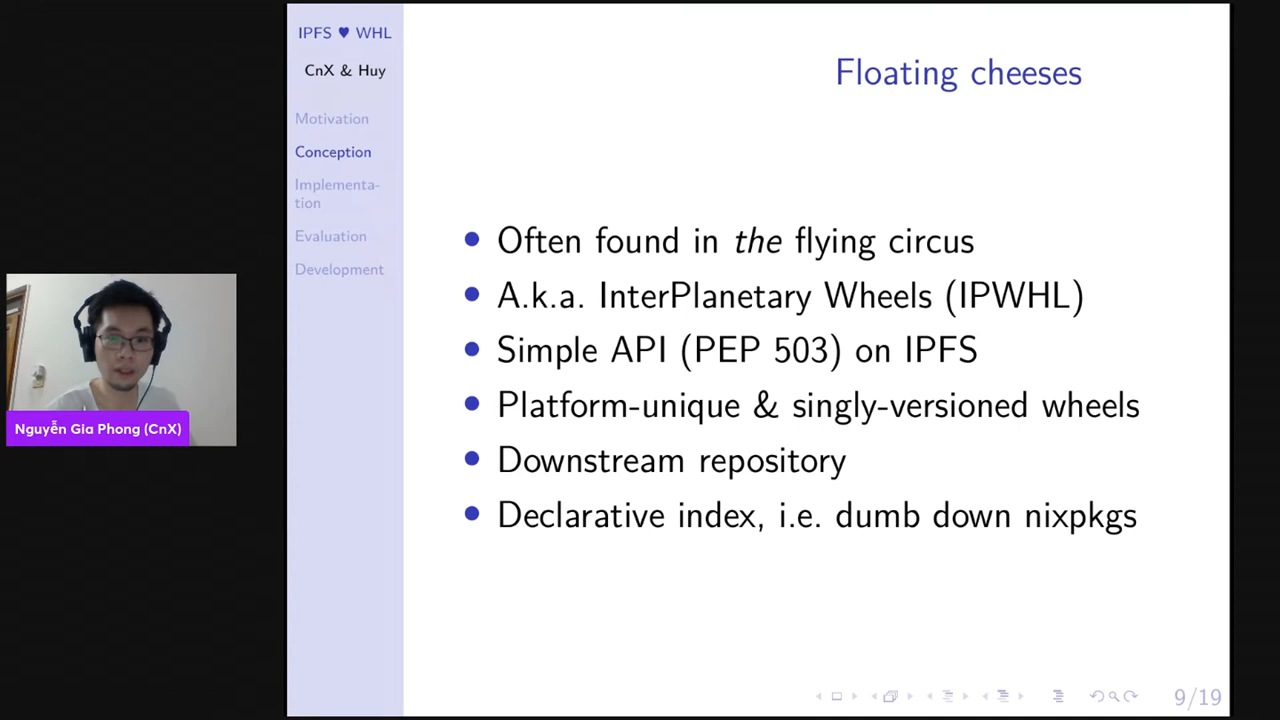 IPFS ♥ WHL
CnX & Huy
Motivation
Conception
Implementa-
tion
Evaluation
Development
Floating cheeses
• Often found in the flying circus
• A.k.a. InterPlanetary Wheels (IPWHL)
• Simple API (PEP 503) on IPFS
• Platform-unique & singly-versioned wheels
• Downstream repository
• Declarative index, i.e. dumb down nixpkgs
9/19
Nguyễn Gia Phong (CnX)